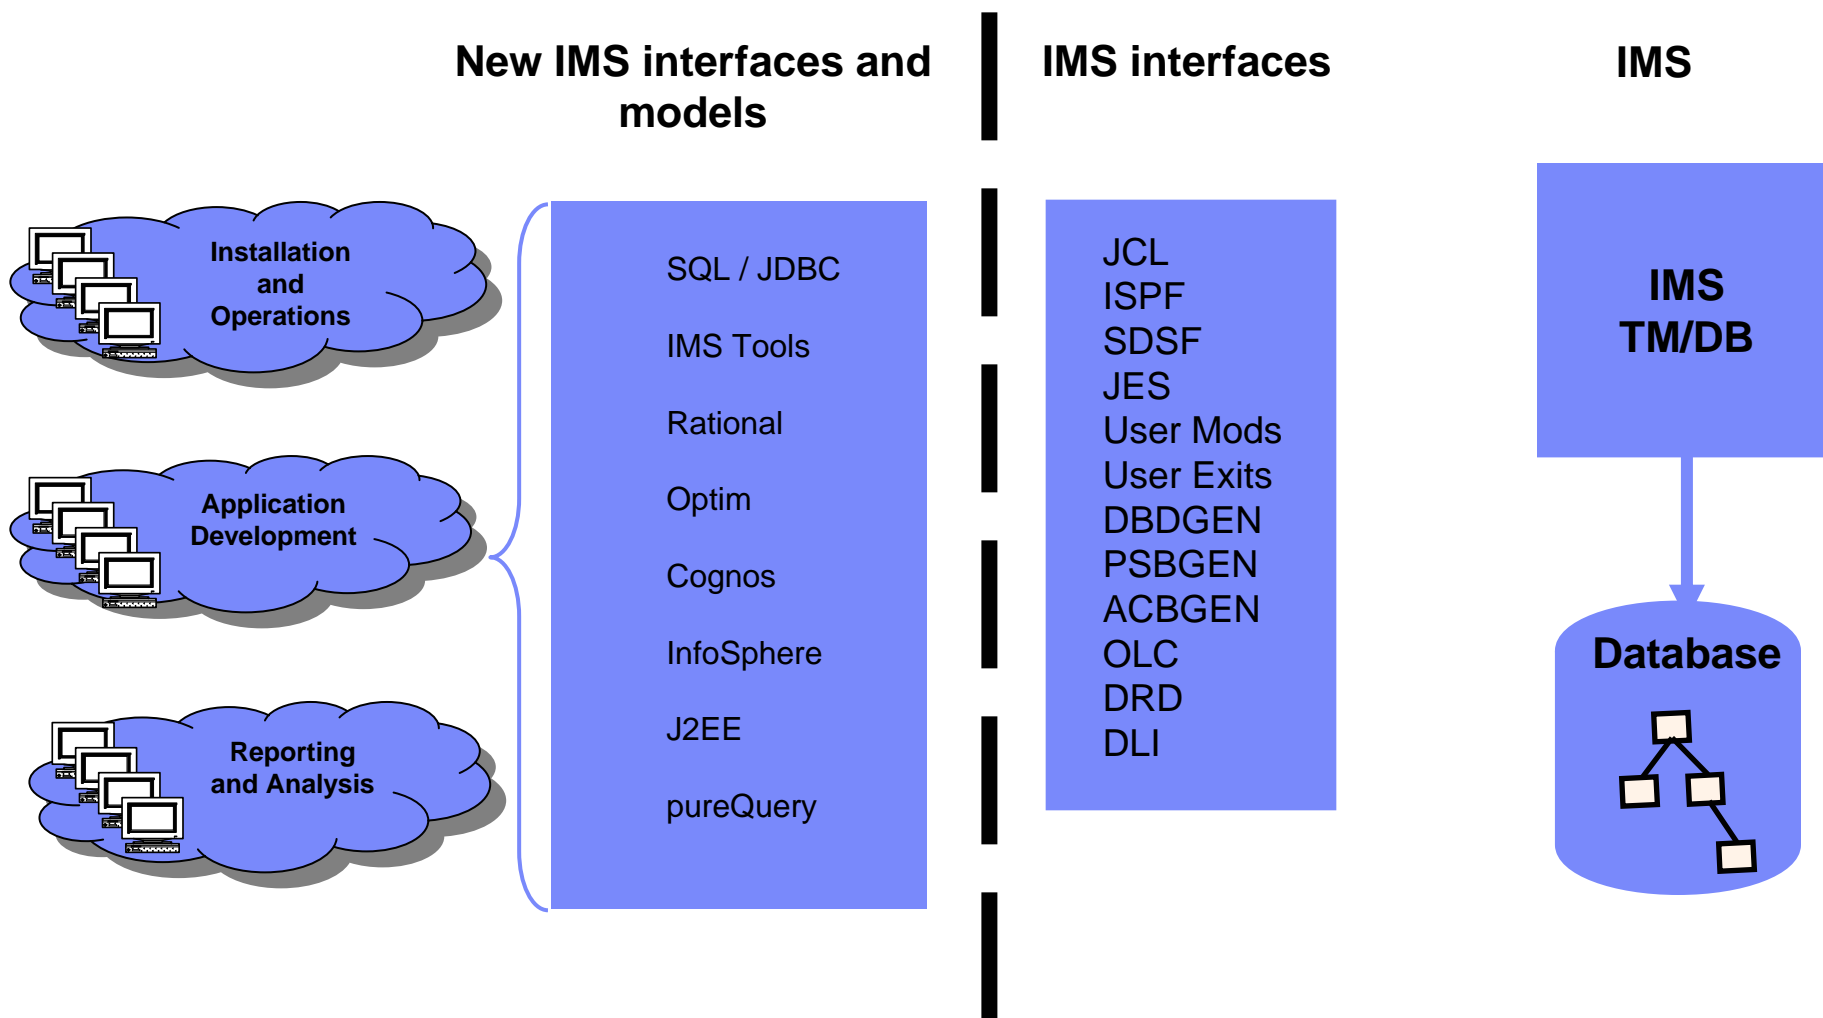 New IMS interfaces and
models
IMS interfaces
IMS
Installation
and
Operations
Application
Development
Reporting
and Analysis
SQL / JDBC
IMS Tools
Rational
Optim
Cognos
InfoSphere
J2EE
pureQuery
JCL
ISPF
SDSF
JES
User Mods
User Exits
DBDGEN
PSBGEN
ACBGEN
OLC
DRD
DLI
IMS
TM/DB
Database